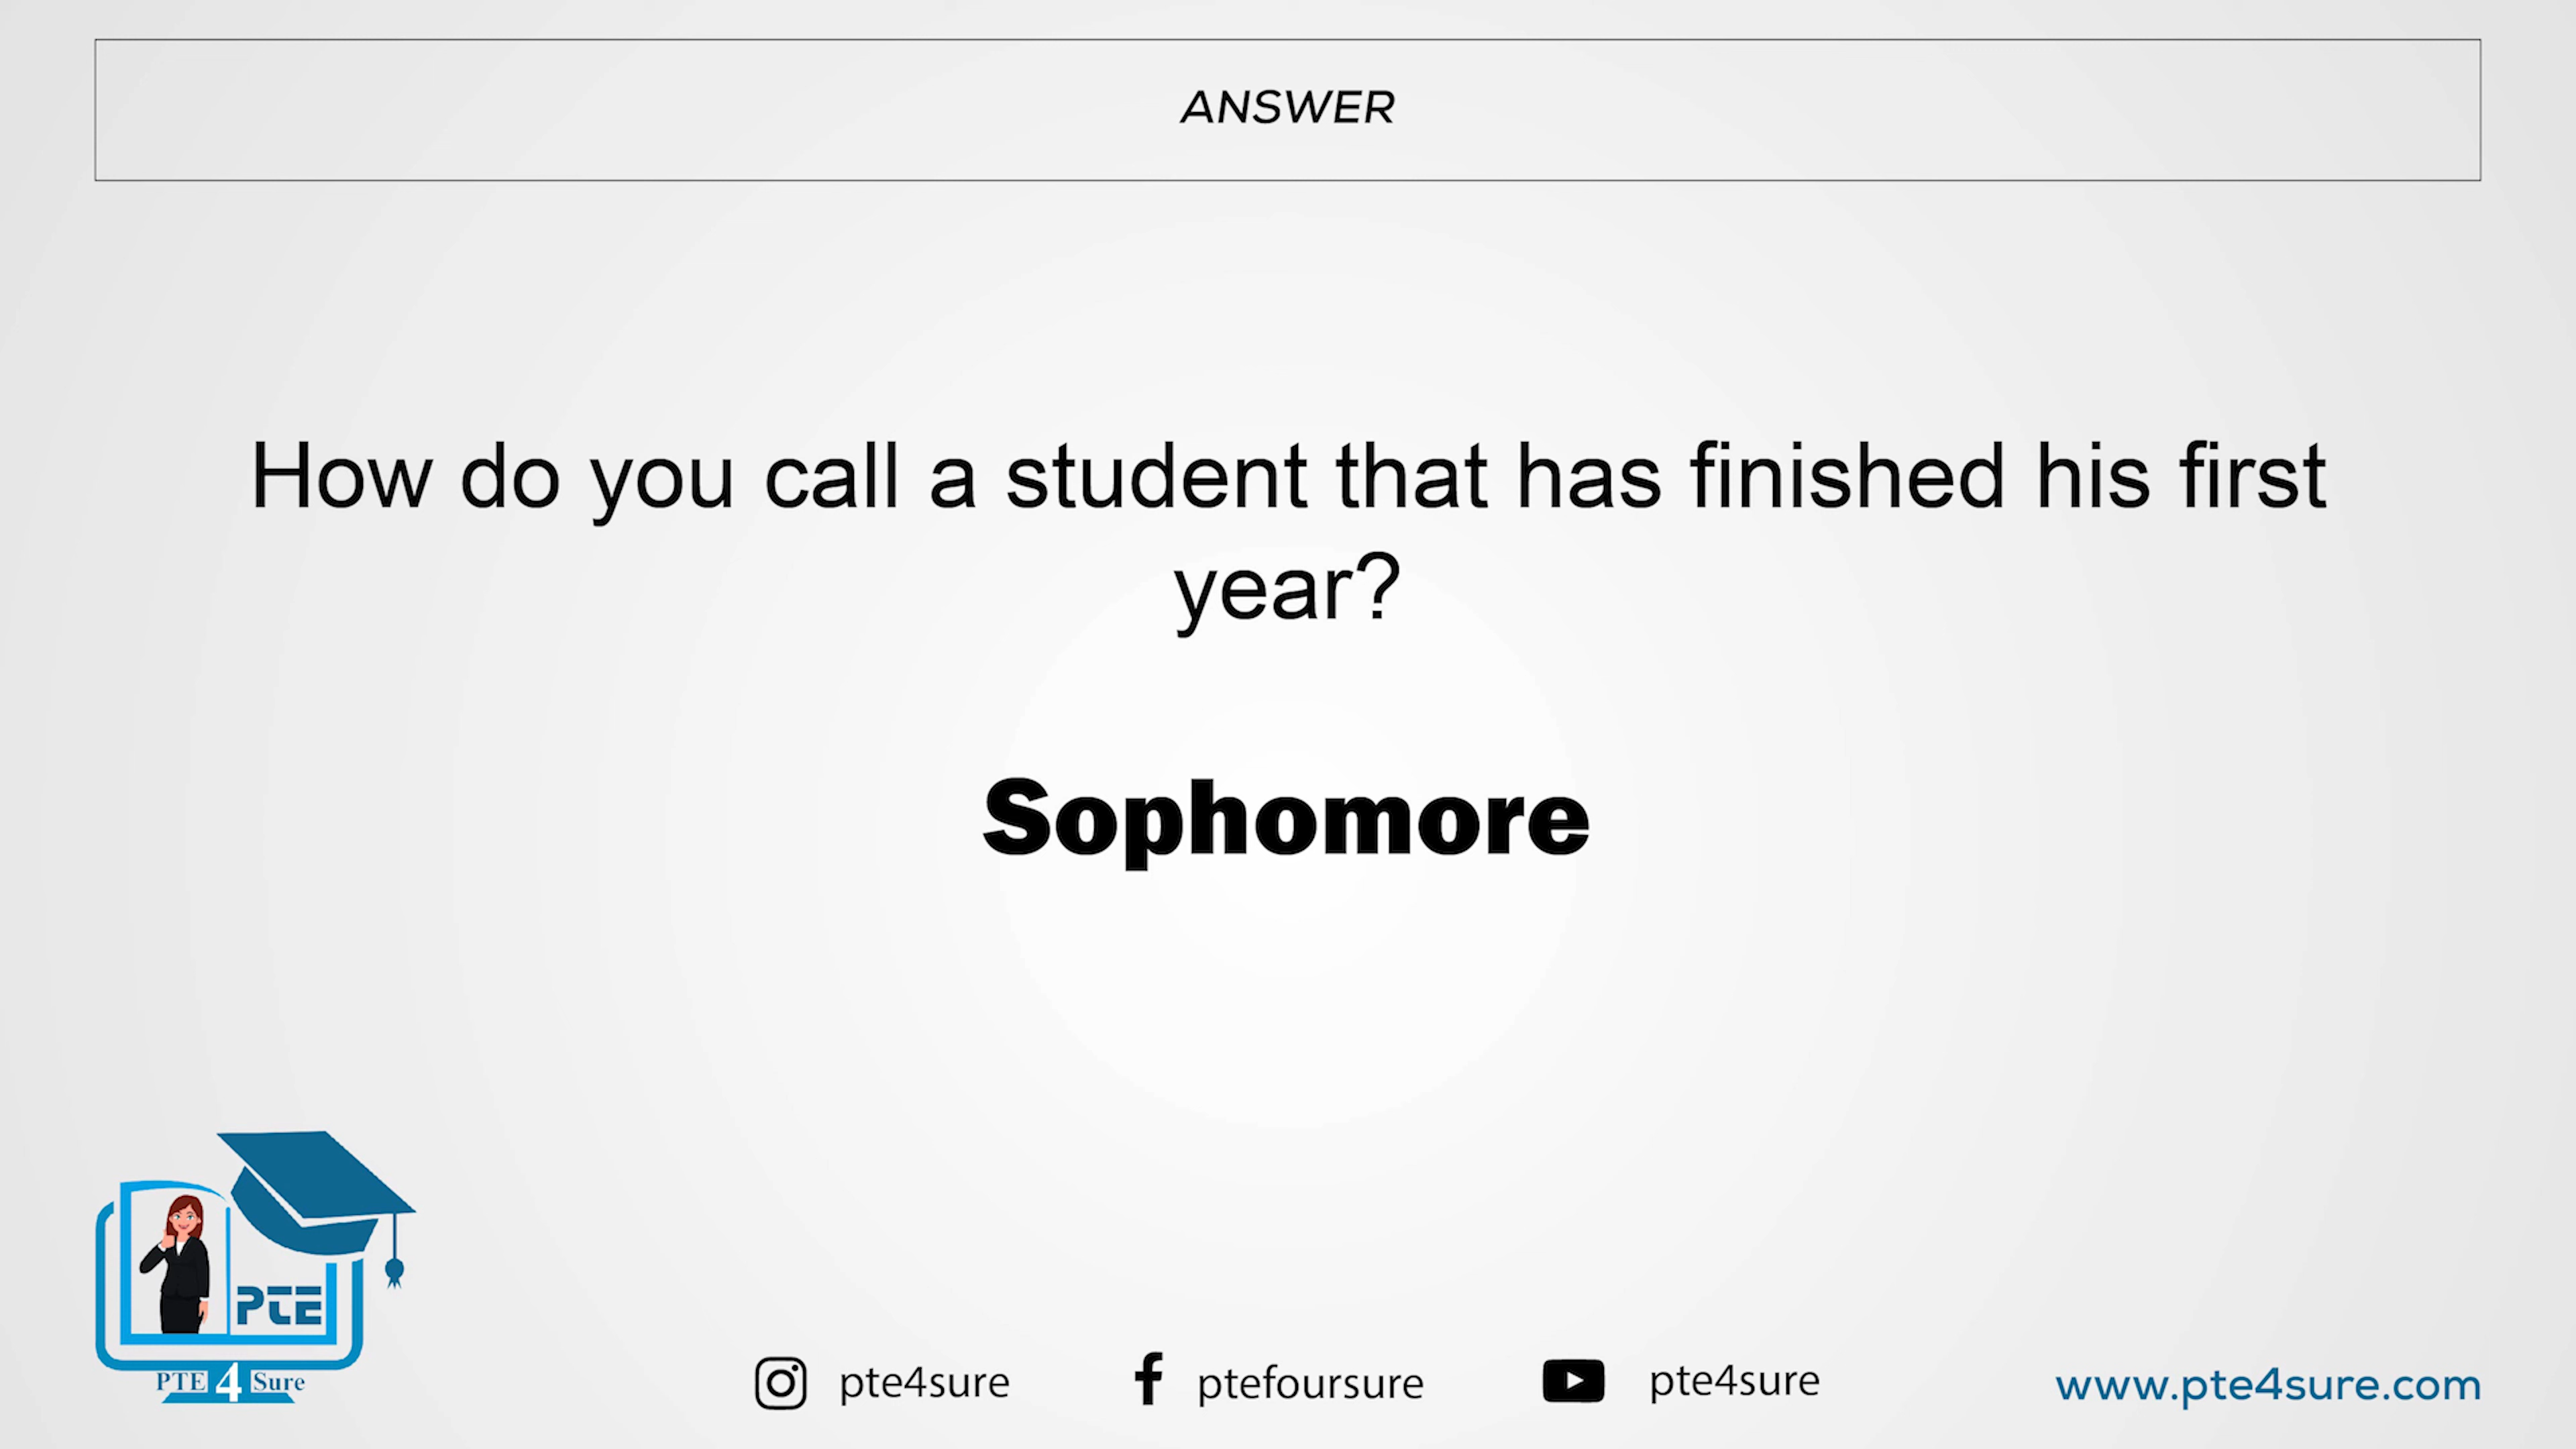 ANSWER
How do you call a student that has finished his first
year?
Sophomore
PTE
PTE 4 Sure
pte4sure
ptefoursure
pte4sure
www.pte4sure.com